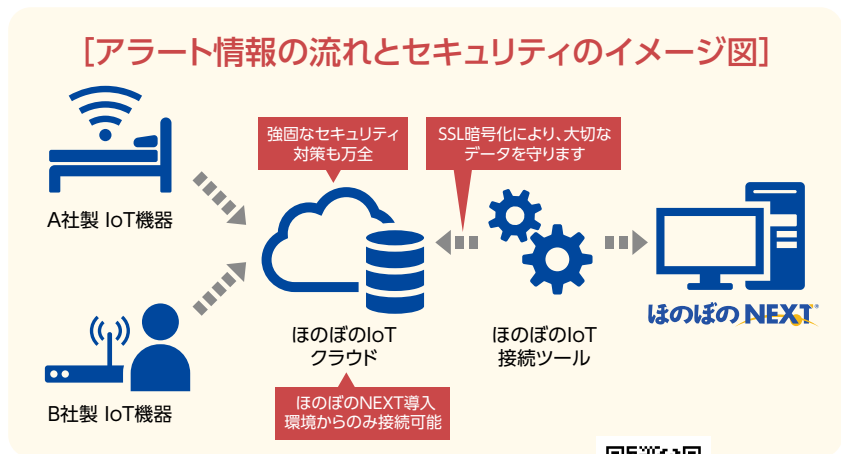 [アラート情報の流れとセキュリティのイメージ図]
強固なセキュリティ
対策も万全
SSL暗号化により、大切な
データを守ります
A社製 IoT機器
ほのぼのNEXT
ほのぼのIoT
クラウド
ほのぼのIoT
接続ツール
B社製 IoT機器
ほのぼのNEXT導入
環境からのみ接続可能